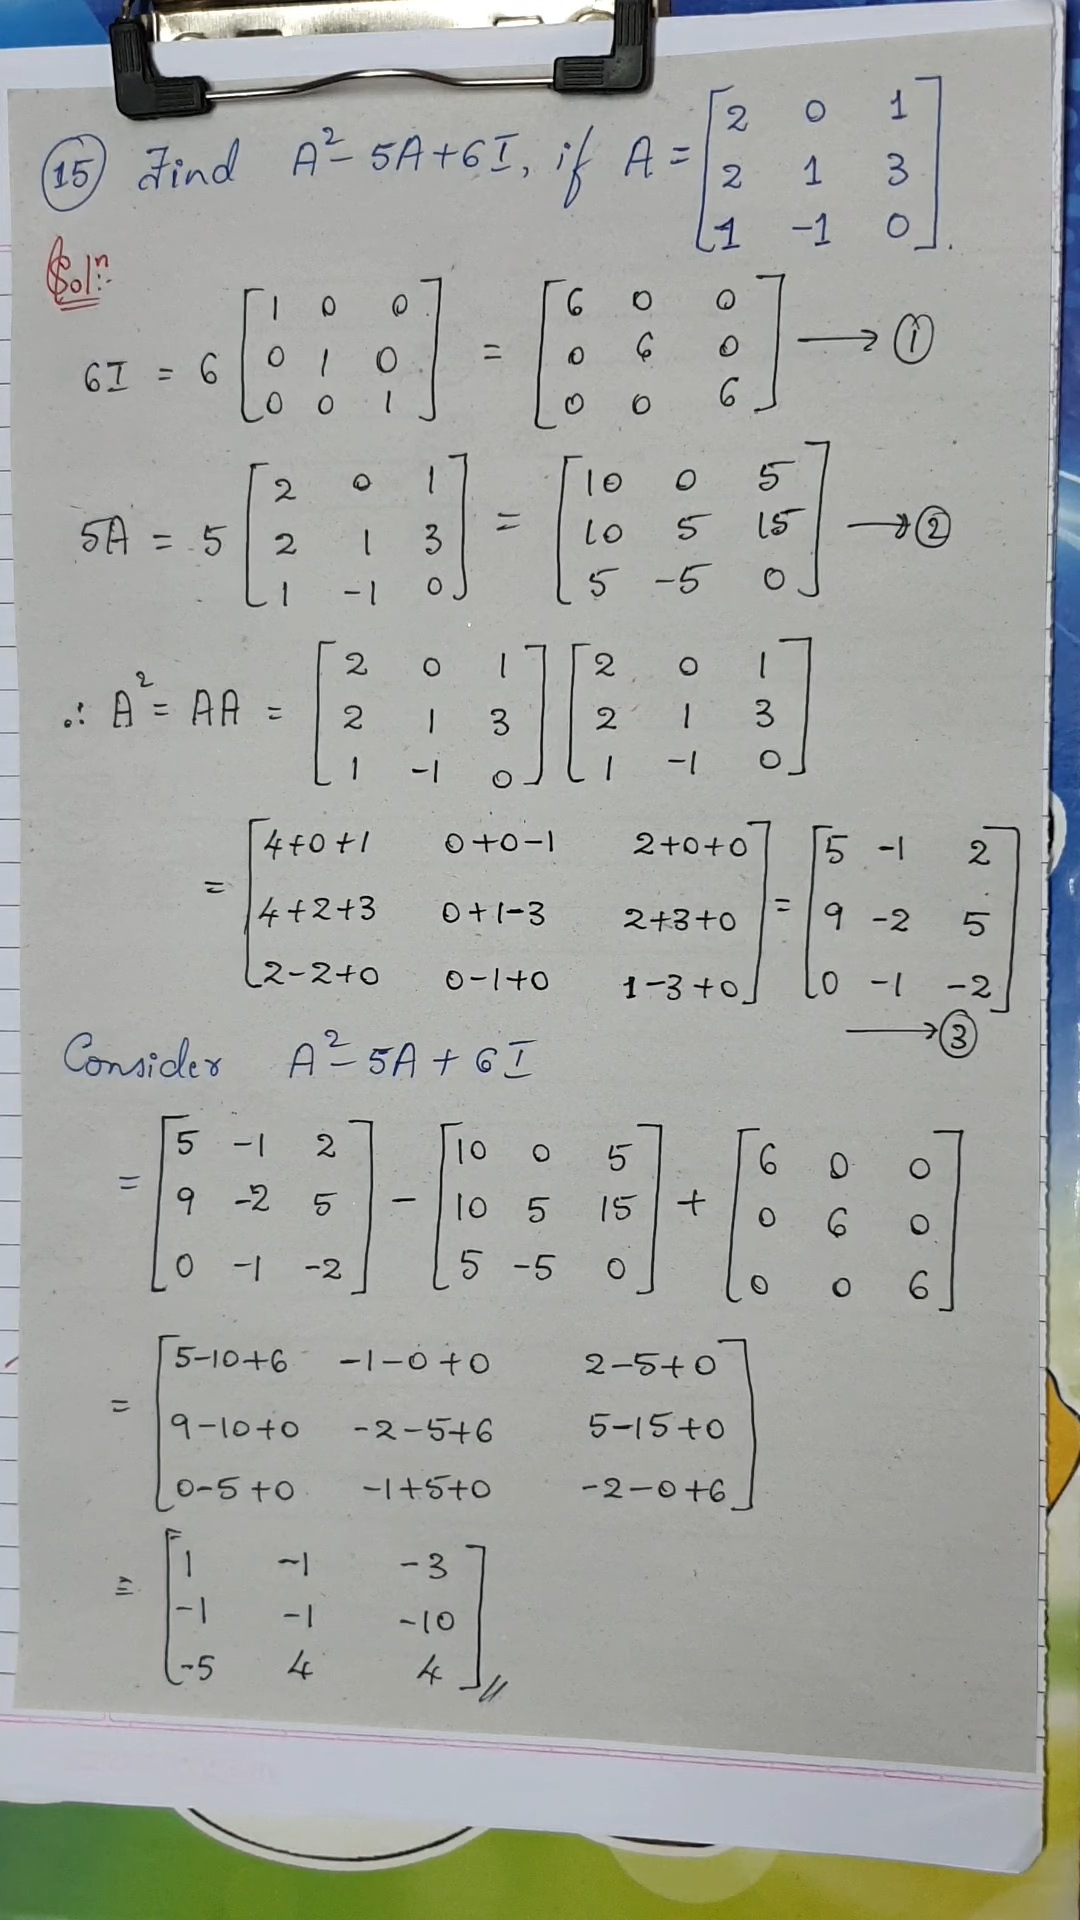 (15) Find A² - 5A + 6I, if A = [2 0 1; 2 1 3; 1 -1 0].
Solⁿ:
6I = 6 [1 0 0; 0 1 0; 0 0 1] = [6 0 0; 0 6 0; 0 0 6] → (1)
5A = 5 [2 0 1; 2 1 3; 1 -1 0] = [10 0 5; 10 5 15; 5 -5 0] → (2)
∴ A² = AA = [2 0 1; 2 1 3; 1 -1 0] [2 0 1; 2 1 3; 1 -1 0]
= [4+0+1 0+0-1 2+0+0; 4+2+3 0+1-3 2+3+0; 2-2+0 0-1+0 1-3+0] = [5 -1 2; 9 -2 5; 0 -1 -2]
→ (3)
Consider A² - 5A + 6I
= [5 -1 2; 9 -2 5; 0 -1 -2] - [10 0 5; 10 5 15; 5 -5 0] + [6 0 0; 0 6 0; 0 0 6]
= [5-10+6 -1-0+0 2-5+0; 9-10+0 -2-5+6 5-15+0; 0-5+0 -1+5+0 -2-0+6]
= [1 -1 -3; -1 -1 -10; -5 4 4] //